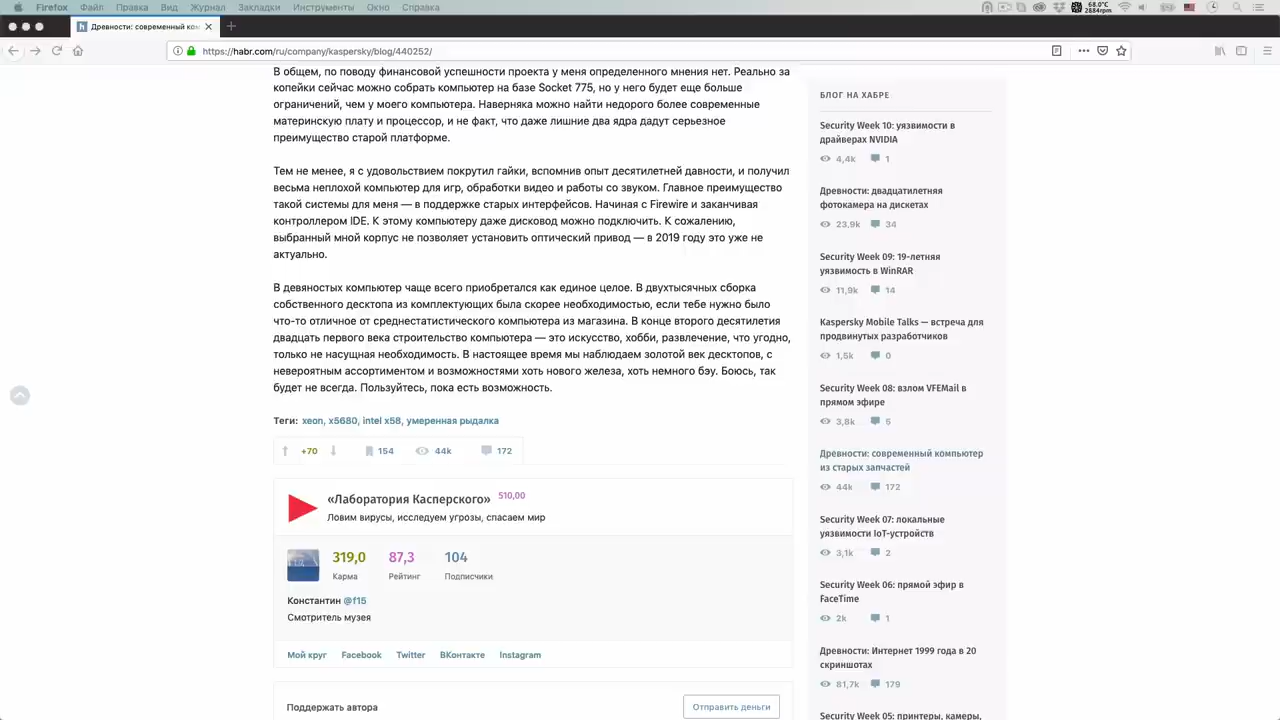 Firefox Файл Правка Вид Журнал Инструменты Окно Справка
68.0°C
2884rpm
Древности: современный ком
https://habr.com/ru/company/kaspersky/blog/440252/
В общем, по поводу финансовой успешности проекта у меня определенного мнения нет. Реально за
копейки сейчас можно собрать компьютер на базе Socket 775, но у него будет еще больше
ограничений, чем у моего компьютера. Наверняка можно найти недорого более современные
материнскую плату и процессор, и не факт, что даже лишние два ядра дадут серьезное
преимущество старой платформе.
Тем не менее, я с удовольствием покрутил гайки, вспомнив опыт десятилетней давности, и получил
весьма неплохой компьютер для игр, обработки видео и работы со звуком. Главное преимущество
такой системы для меня — в поддержке старых интерфейсов. Начиная с Firewire и заканчивая
контроллером IDE. К этому компьютеру даже дисковод можно подключить. К сожалению,
выбранный мной корпус не позволяет установить оптический привод — в 2019 году это уже не
актуально.
В девяностых компьютер чаще всего приобретался как единое целое. В двухтысячных сборка
собственного десктопа из комплектующих была скорее необходимостью, если тебе нужно было
что-то отличное от среднестатистического компьютера из магазина. В конце второго десятилетия
двадцать первого века строительство компьютера — это искусство, хобби, развлечение, что угодно,
только не насущная необходимость. В настоящее время мы наблюдаем золотой век десктопов, с
невероятным ассортиментом и возможностями хоть нового железа, хоть немного бэу. Боюсь, так
будет не всегда. Пользуйтесь, пока есть возможность.
Теги: xeon, x5680, intel x58, умеренная рыдалка
+70 154 44k 172
«Лаборатория Касперского» 510,00
Ловим вирусы, исследуем угрозы, спасаем мир
319,0 87,3 104
Карма Рейтинг Подписчики
Константин @f15
Смотритель музея
Мой круг Facebook Twitter ВКонтакте Instagram
Поддержать автора Отправить деньги
БЛОГ НА ХАБРЕ
Security Week 10: уязвимости в
драйверах NVIDIA
4,4k 1
Древности: двадцатилетняя
фотокамера на дискетах
23,9k 34
Security Week 09: 19-летняя
уязвимость в WinRAR
11,9k 14
Kaspersky Mobile Talks — встреча для
продвинутых разработчиков
1,5k 0
Security Week 08: взлом VFEMail в
прямом эфире
3,8k 5
Древности: современный компьютер
из старых запчастей
44k 172
Security Week 07: локальные
уязвимости IoT-устройств
3,1k 2
Security Week 06: прямой эфир в
FaceTime
2k 1
Древности: Интернет 1999 года в 20
скриншотах
81,7k 179
Security Week 05: принтеры, камеры,